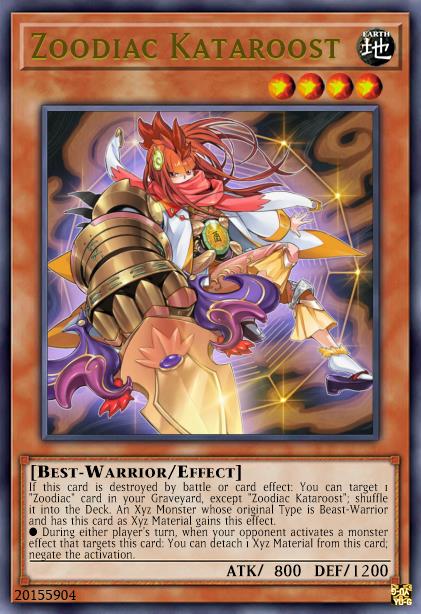 Zoodiac Kataroost
EARTH
地
酉
[Best-Warrior/Effect]
If this card is destroyed by battle or card effect: You can target 1
"Zoodiac" card in your Graveyard, except "Zoodiac Kataroost"; shuffle
it into the Deck. An Xyz Monster whose original Type is Beast-Warrior
and has this card as Xyz Material gains this effect.
● During either player's turn, when your opponent activates a monster
effect that targets this card: You can detach 1 Xyz Material from this card;
negate the activation.
ATK/ 800 DEF/1200
20155904